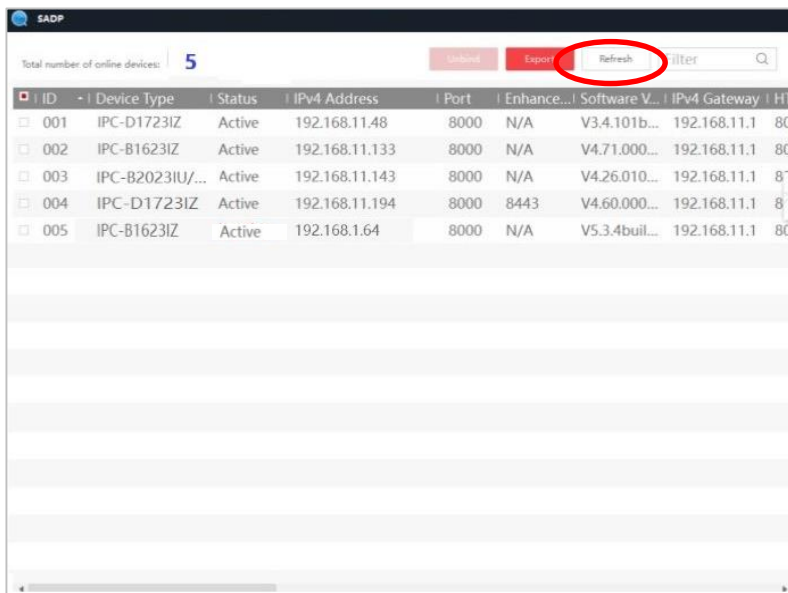 SADP
Total number of online devices: 5 Unbind Export Refresh Filter
ID Device Type Status IPv4 Address Port Enhance... Software V... IPv4 Gateway HT
001 IPC-D1723IZ Active 192.168.11.48 8000 N/A V3.4.101b... 192.168.11.1 80
002 IPC-B1623IZ Active 192.168.11.133 8000 N/A V4.71.000... 192.168.11.1 80
003 IPC-B2023IU/... Active 192.168.11.143 8000 N/A V4.26.010... 192.168.11.1
004 IPC-D1723IZ Active 192.168.11.194 8000 8443 V4.60.000... 192.168.11.1
005 IPC-B1623IZ Active 192.168.1.64 8000 N/A V5.3.4buil... 192.168.11.1 80